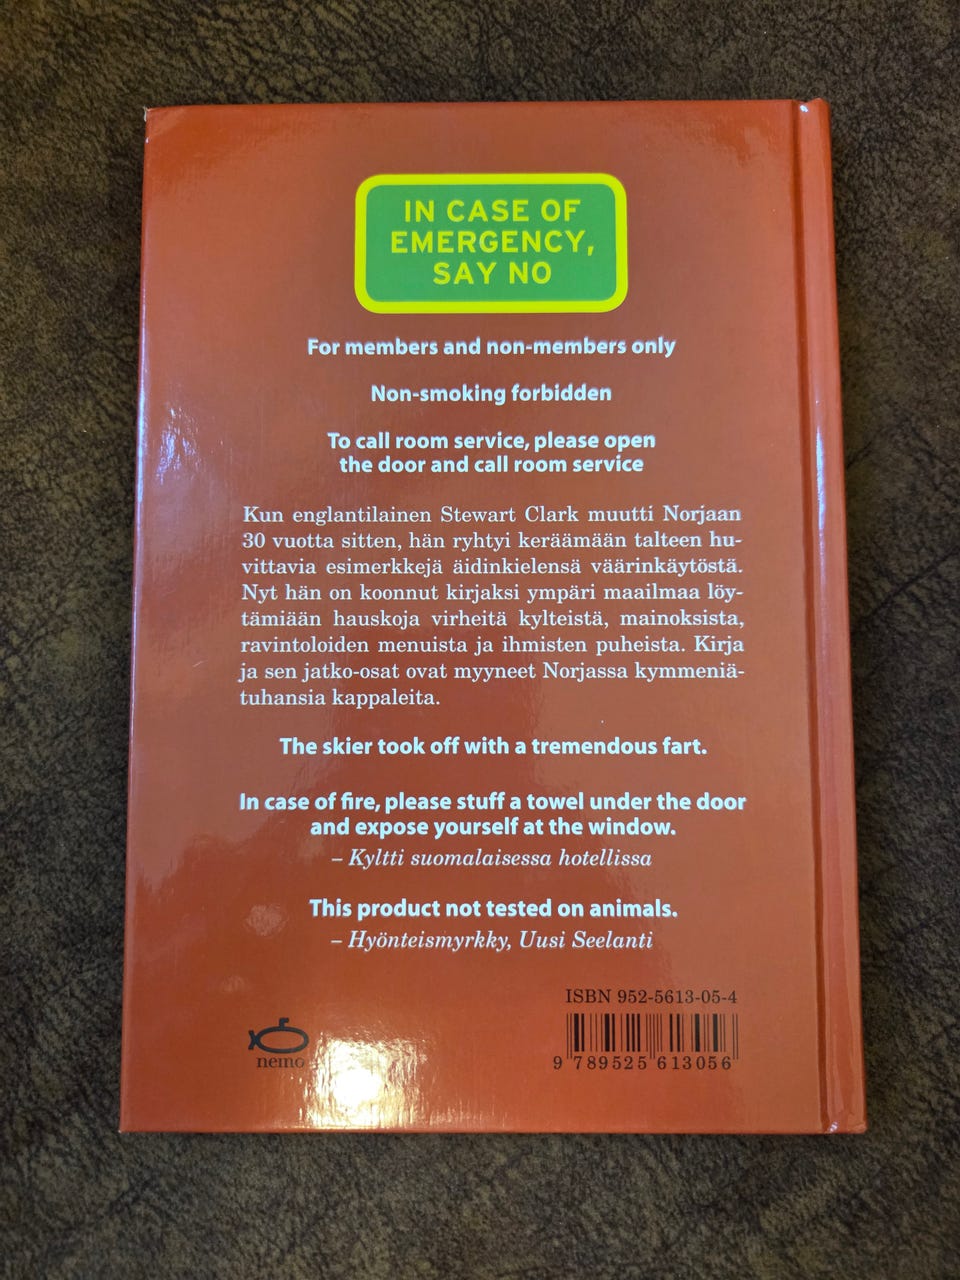 IN CASE OF
EMERGENCY,
SAY NO
For members and non-members only
Non-smoking forbidden
To call room service, please open
the door and call room service
Kun englantilainen Stewart Clark muutti Norjaan
30 vuotta sitten, hän ryhtyi keräämään talteen hu-
vittavia esimerkkejä äidinkielensä väärinkäytöstä.
Nyt hän on koonnut kirjaksi ympäri maailmaa löy-
tämiään hauskoja virheitä kylteistä, mainoksista,
ravintoloiden menuista ja ihmisten puheista. Kirja
ja sen jatko-osat ovat myyneet Norjassa kymmeniä-
tuhansia kappaleita.
The skier took off with a tremendous fart.
In case of fire, please stuff a towel under the door
and expose yourself at the window.
– Kyltti suomalaisessa hotellissa
This product not tested on animals.
– Hyönteismyrkky, Uusi Seelanti
ISBN 952-5613-05-4
nemo
9 789525 613056